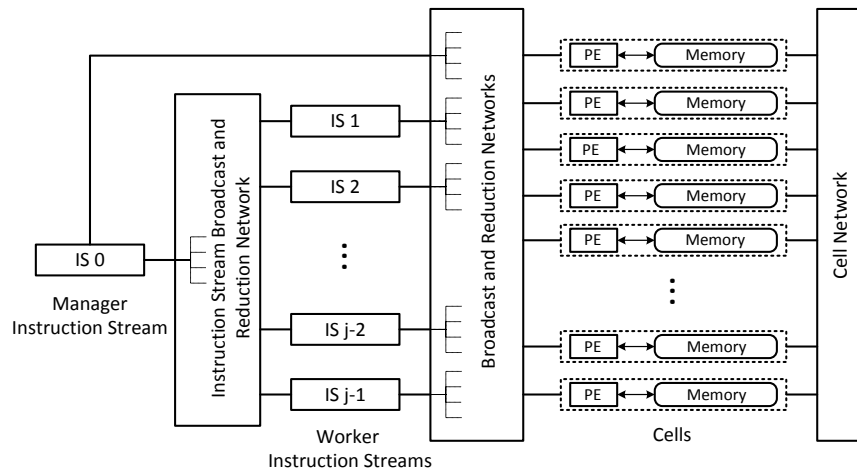 IS 0
Manager
Instruction Stream
Instruction Stream Broadcast and
Reduction Network
IS 1
IS 2
...
IS j-2
IS j-1
Worker
Instruction Streams
Broadcast and Reduction Networks
PE Memory
PE Memory
PE Memory
PE Memory
PE Memory
...
PE Memory
PE Memory
Cells
Cell Network